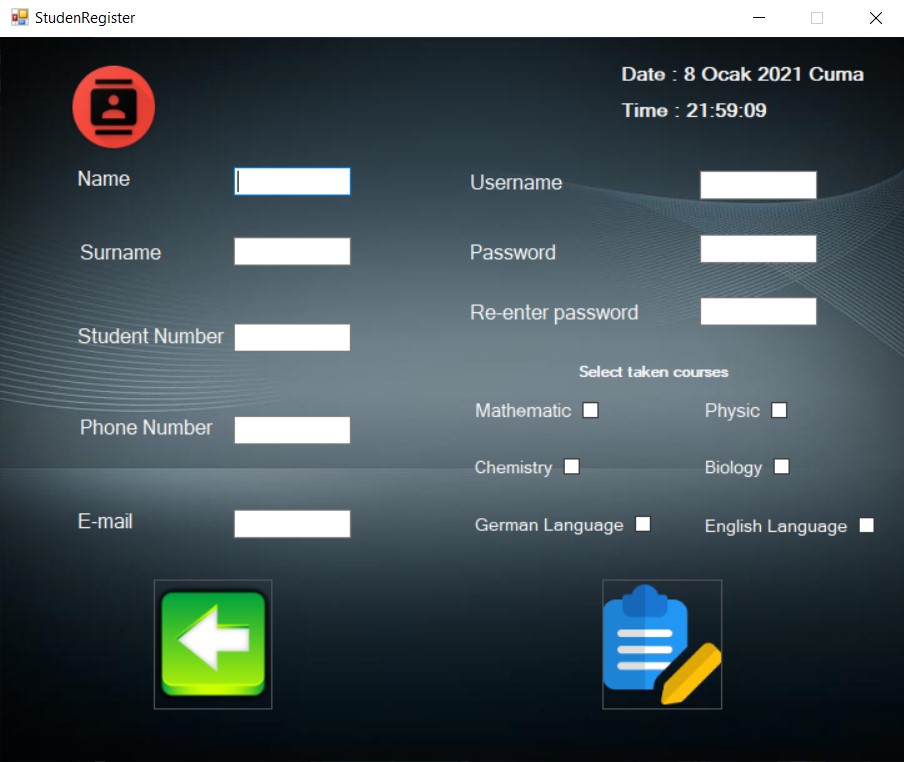 StudenRegister
Date : 8 Ocak 2021 Cuma
Time : 21:59:09
Name
Username
Surname
Password
Re-enter password
Student Number
Select taken courses
Mathematic
Physic
Phone Number
Chemistry
Biology
E-mail
German Language
English Language